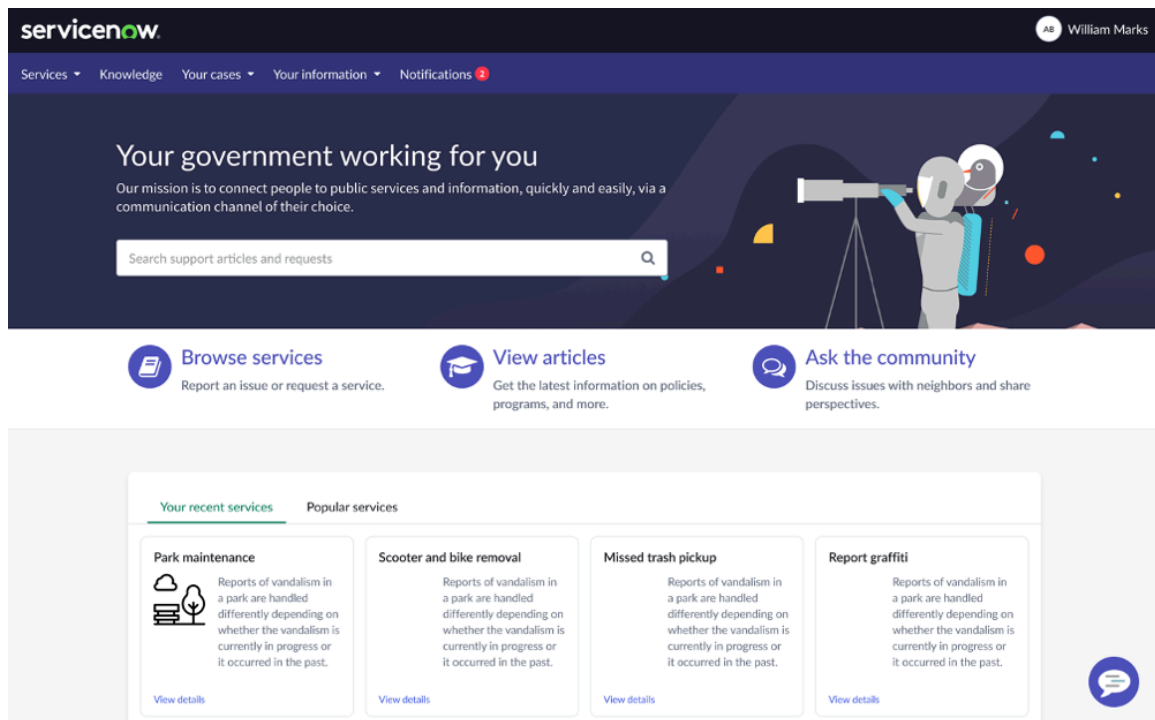 servicenow.
AB William Marks
Services Knowledge Your cases Your information Notifications 2
Your government working for you
Our mission is to connect people to public services and information, quickly and easily, via a
communication channel of their choice.
Search support articles and requests
Browse services
Report an issue or request a service.
View articles
Get the latest information on policies,
programs, and more.
Ask the community
Discuss issues with neighbors and share
perspectives.
Your recent services Popular services
Park maintenance
Reports of vandalism in
a park are handled
differently depending on
whether the vandalism is
currently in progress or
it occurred in the past.
View details
Scooter and bike removal
Reports of vandalism in
a park are handled
differently depending on
whether the vandalism is
currently in progress or
it occurred in the past.
View details
Missed trash pickup
Reports of vandalism in
a park are handled
differently depending on
whether the vandalism is
currently in progress or
it occurred in the past.
View details
Report graffiti
Reports of vandalism in
a park are handled
differently depending on
whether the vandalism is
currently in progress or
it occurred in the past.
View details